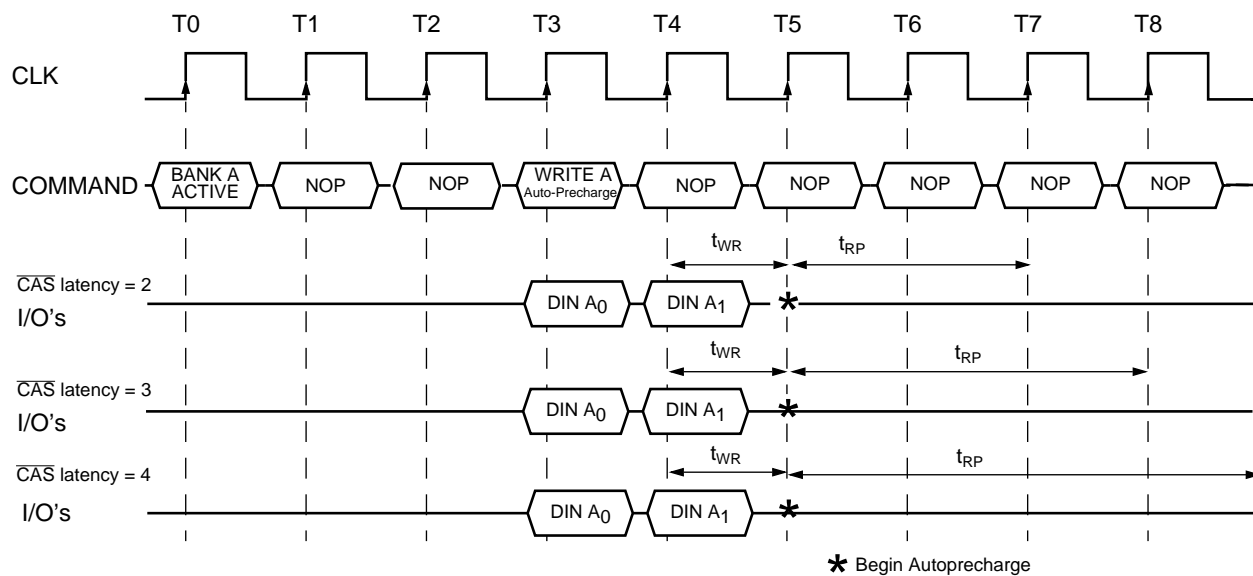 T0 T1 T2 T3 T4 T5 T6 T7 T8
CLK
COMMAND
BANK A
ACTIVE
NOP
NOP
WRITE A
Auto-Precharge
NOP
NOP
NOP
NOP
NOP
tWR
tRP
CAS latency = 2
I/O's
DIN A0
DIN A1
*
tWR
tRP
CAS latency = 3
I/O's
DIN A0
DIN A1
*
tWR
tRP
CAS latency = 4
I/O's
DIN A0
DIN A1
*
* Begin Autoprecharge